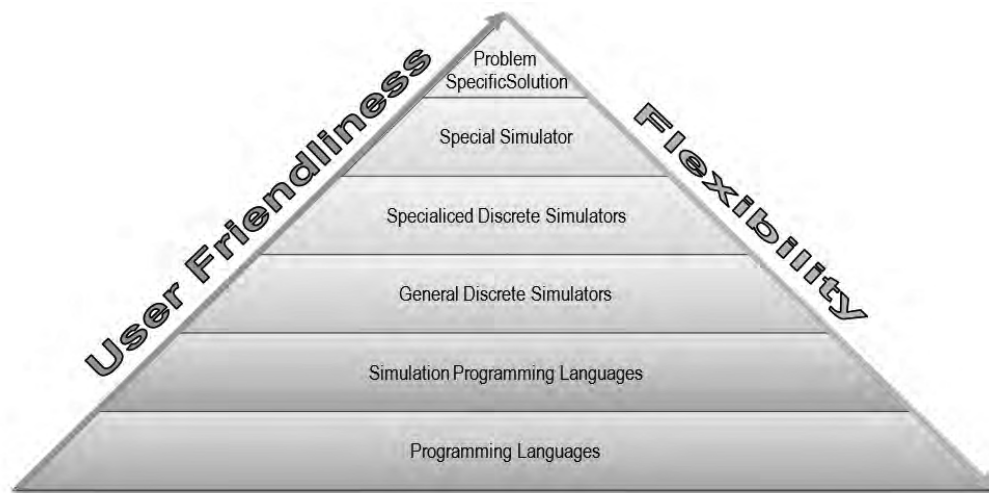 Problem
SpecificSolution
User Friendliness
Flexibility
Special Simulator
Specialiced Discrete Simulators
General Discrete Simulators
Simulation Programming Languages
Programming Languages